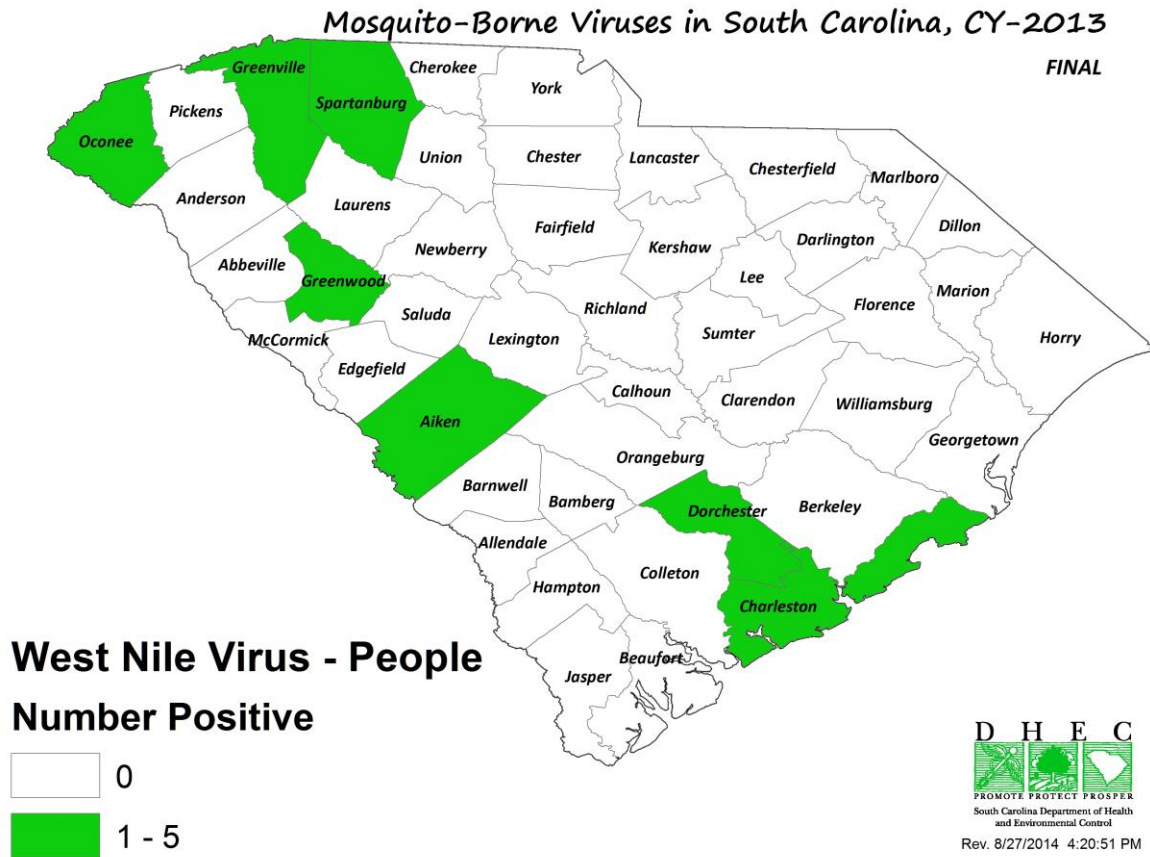 Mosquito-Borne Viruses in South Carolina, CY-2013
FINAL
Cherokee
Greenville
York
Spartanburg
Pickens
Oconee
Union
Chester
Lancaster
Chesterfield
Marlboro
Anderson
Laurens
Fairfield
Dillon
Newberry
Kershaw
Darlington
Abbeville
Greenwood
Lee
Marion
Florence
Richland
Saluda
Sumter
McCormick
Lexington
Horry
Edgefield
Calhoun
Clarendon
Williamsburg
Aiken
Georgetown
Orangeburg
Barnwell
Bamberg
Dorchester
Berkeley
Allendale
Colleton
Hampton
Charleston
Beaufort
Jasper
West Nile Virus - People
Number Positive
0
1 - 5
D H E C
PROMOTE PROTECT PROSPER
South Carolina Department of Health
and Environmental Control
Rev. 8/27/2014 4:20:51 PM